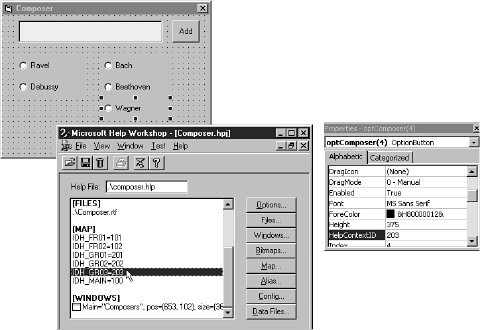 Composer
Add
Ravel
Bach
Debussy
Beethoven
Wagner
Microsoft Help Workshop - [Composer.hpj]
File View Window Test Help
Help File: .\composer.hlp
[FILES]
.\Composer.rtf
[MAP]
IDH_FR01=101
IDH_FR02=102
IDH_GR01=201
IDH_GR02=202
IDH_GR03=203
IDH_MAIN=100
[WINDOWS]
Main="Composers", pos=(653,102), size=(36
Options...
Files...
Windows...
Bitmaps...
Map...
Alias...
Config...
Data Files...
Properties - optComposer(4)
optComposer(4) OptionButton
Alphabetic Categorized
DragIcon (None)
DragMode 0 - Manual
Enabled True
Font MS Sans Serif
ForeColor &H80000012&
Height 375
HelpContextID 203
Index 4